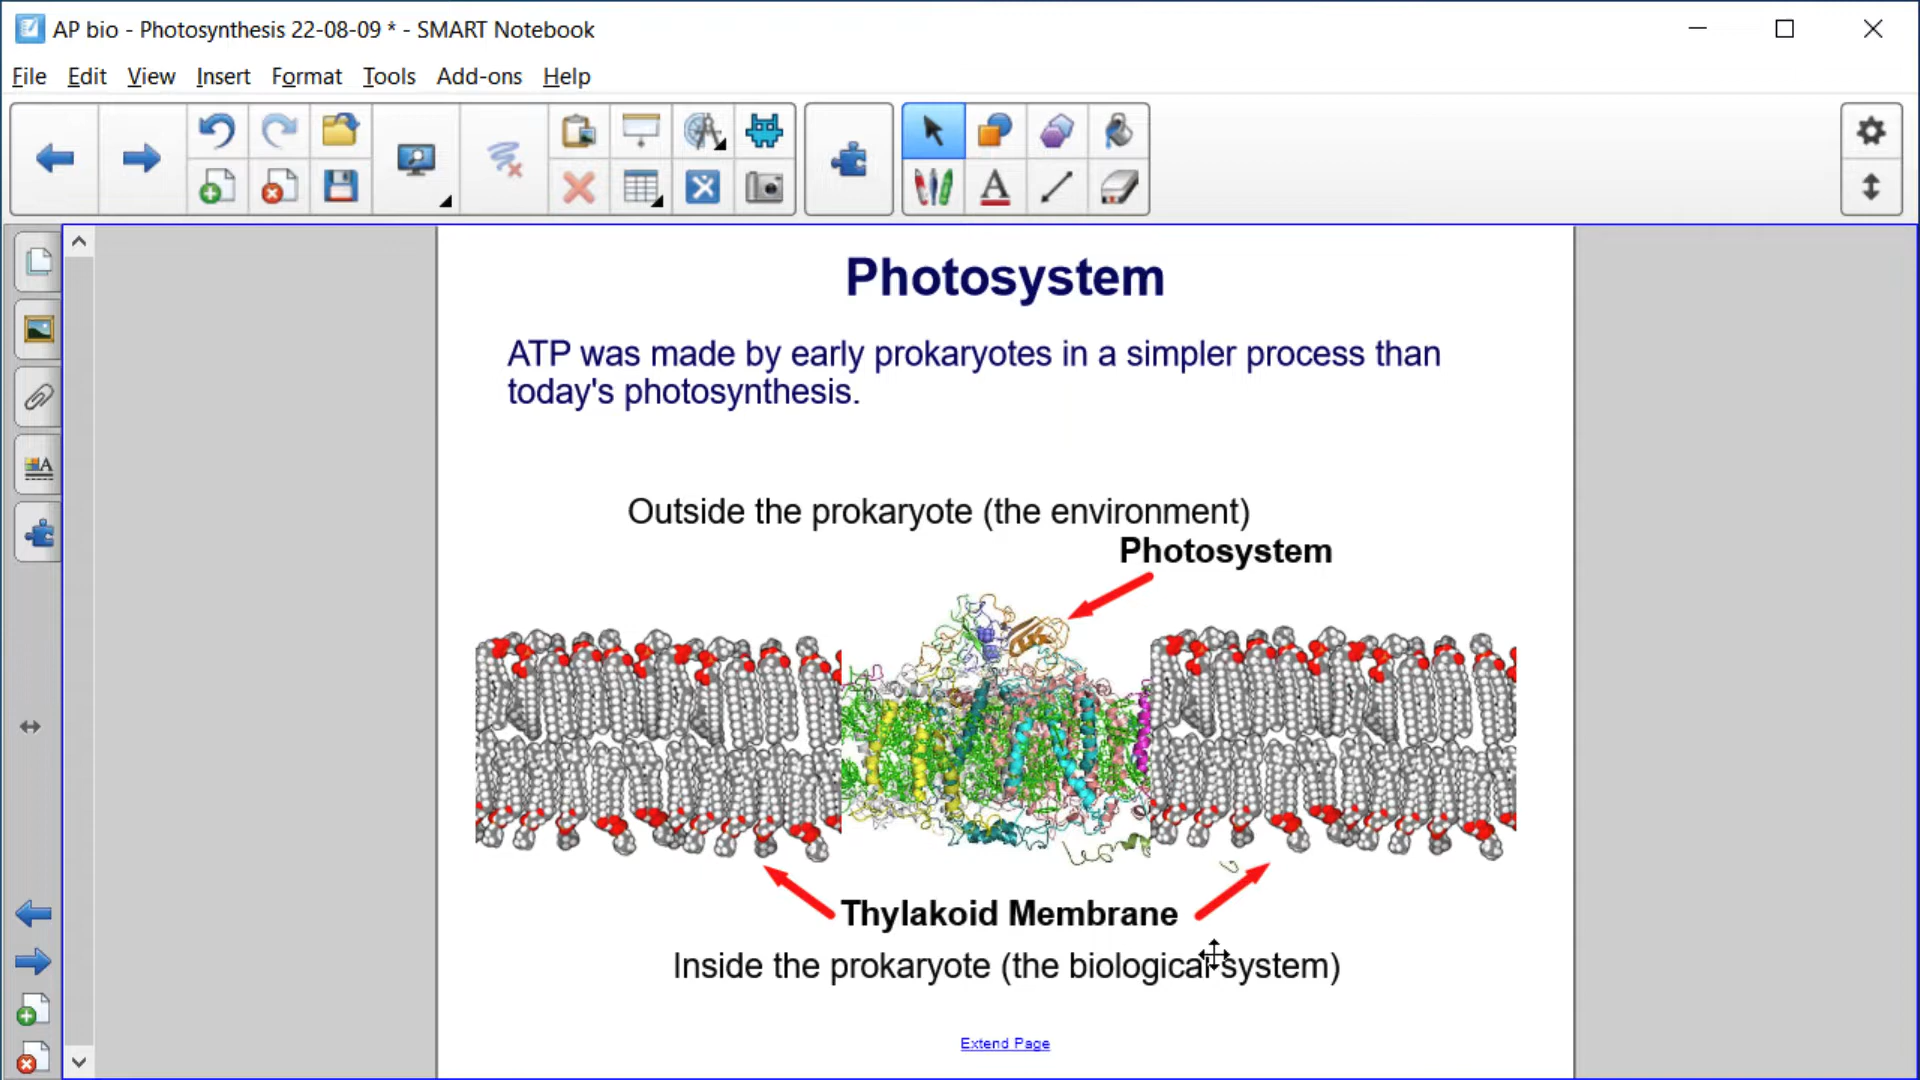 AP bio - Photosynthesis 22-08-09 * - SMART Notebook
File Edit View Insert Format Tools Add-ons Help
Photosystem
ATP was made by early prokaryotes in a simpler process than
today's photosynthesis.
Outside the prokaryote (the environment)
Photosystem
Thylakoid Membrane
Inside the prokaryote (the biological system)
Extend Page